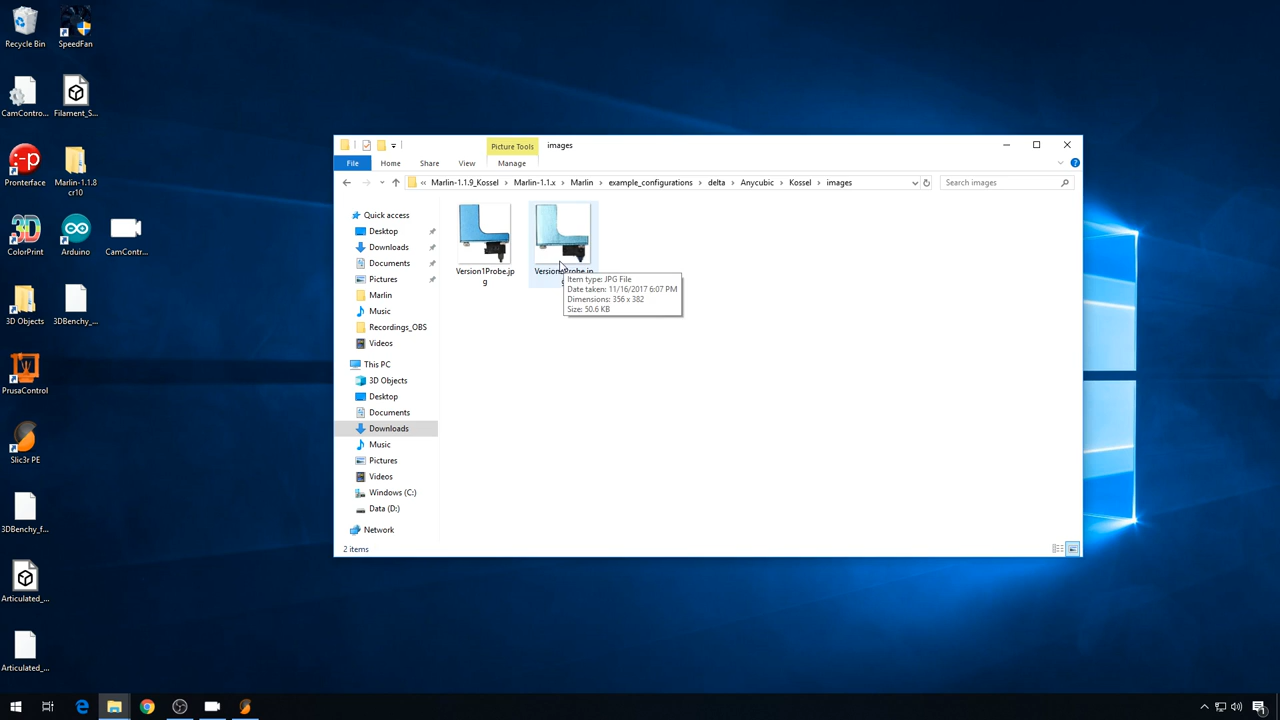 Recycle Bin
SpeedFan
CamContro...
Filament_S...
Pronterface
Marlin-1.1.8
cr10
ColorPrint
Arduino
CamContr...
3D Objects
3DBenchy_...
PrusaControl
Slic3r PE
3DBenchy_f...
Articulated_...
Articulated_...
Picture Tools
images
File
Home
Share
View
Manage
« Marlin-1.1.9_Kossel › Marlin-1.1.x › Marlin › example_configurations › delta › Anycubic › Kossel › images
Search images
Quick access
Desktop
Downloads
Documents
Pictures
Marlin
Music
Recordings_OBS
Videos
This PC
3D Objects
Desktop
Documents
Downloads
Music
Pictures
Videos
Windows (C:)
Data (D:)
Network
Version1Probe.jp
g
Item type: JPG File
Date taken: 11/16/2017 6:07 PM
Dimensions: 356 x 382
Size: 50.6 KB
2 items